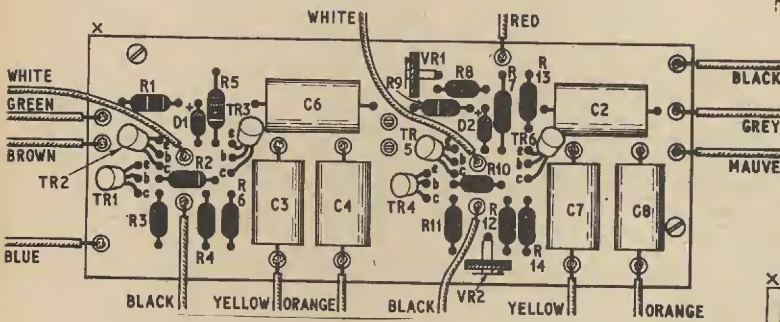 WHITE
RED
X
WHITE
GREEN
BROWN
TR2
TR1
BLUE
R1
R5
D1
+
TR3
C6
e
b
c
e
b
c
e
b
c
R2
R3
R4
R
6
C3
C4
BLACK
YELLOW
ORANGE
VR1
R9
R8
R
7
R
13
D2
TR
5
TR4
TR6
C2
e
b
c
e
b
c
e
b
c
R10
R11
R
12
R
14
VR2
C7
C8
BLACK
GREY
MAUVE
BLACK
YELLOW
ORANGE
X